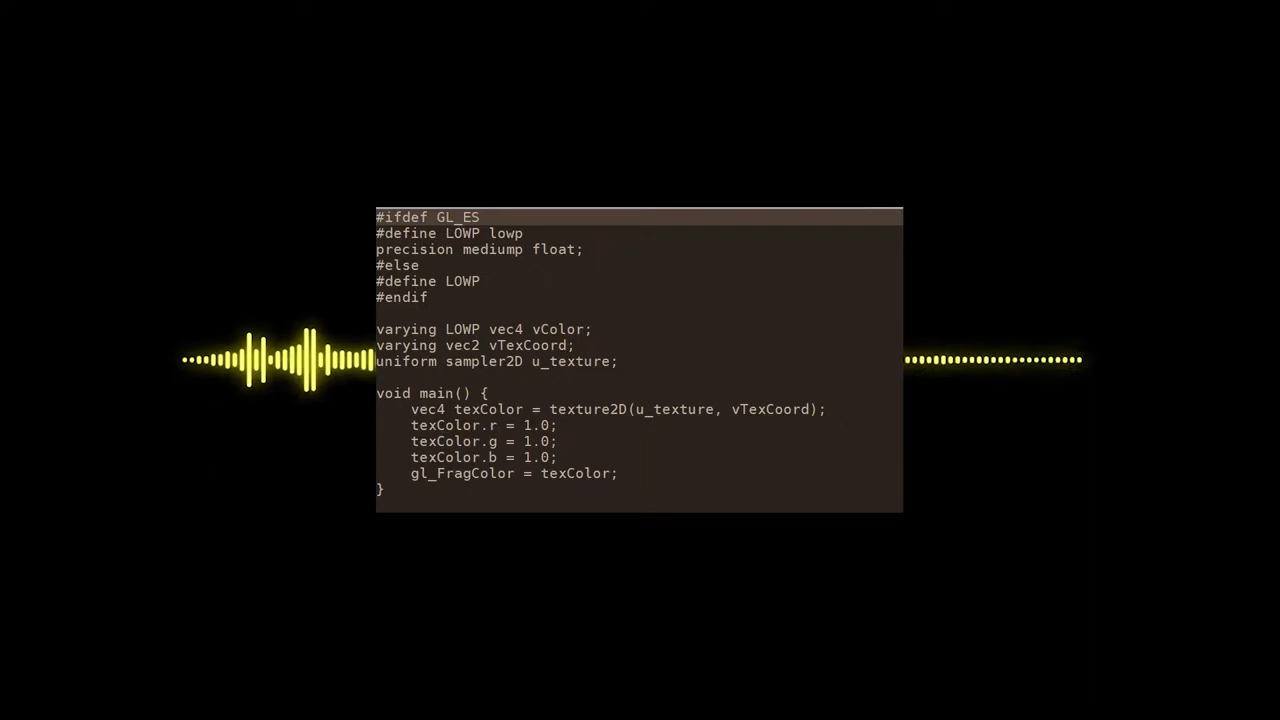 #ifdef GL_ES
#define LOWP lowp
precision mediump float;
#else
#define LOWP
#endif

varying LOWP vec4 vColor;
varying vec2 vTexCoord;
uniform sampler2D u_texture;

void main() {
    vec4 texColor = texture2D(u_texture, vTexCoord);
    texColor.r = 1.0;
    texColor.g = 1.0;
    texColor.b = 1.0;
    gl_FragColor = texColor;
}